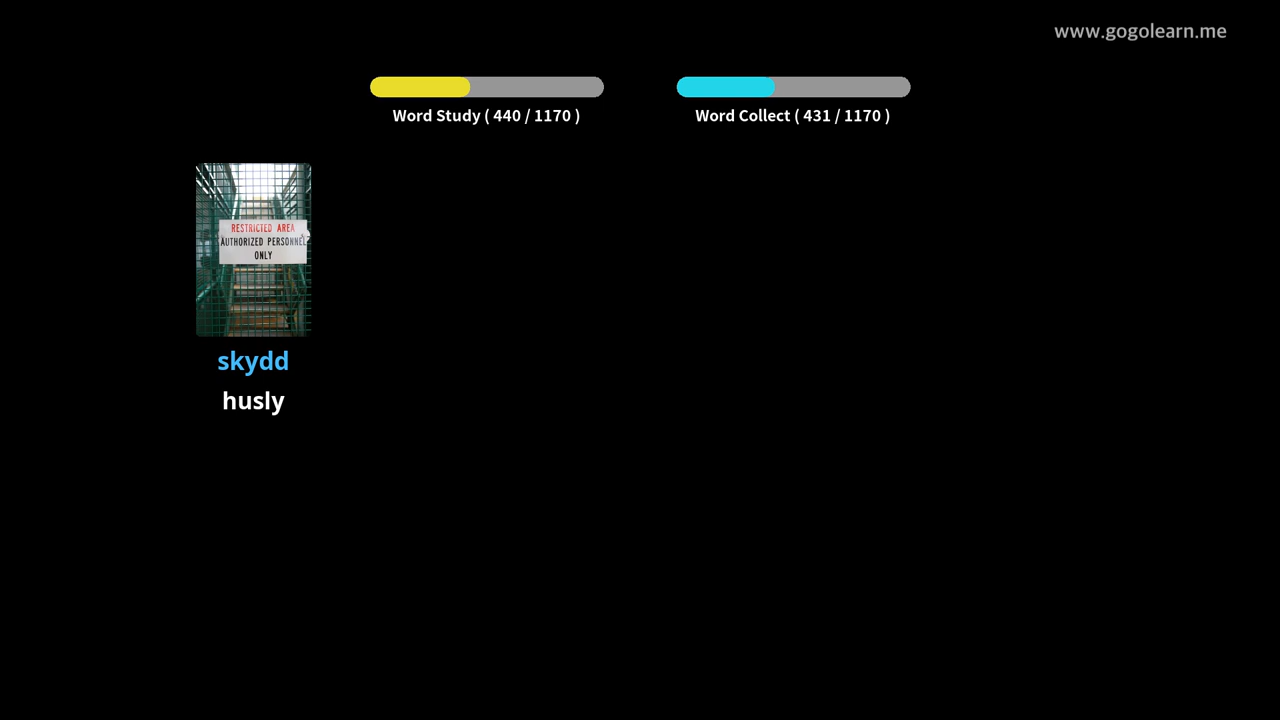 www.gogolearn.me
Word Study ( 440 / 1170 )
Word Collect ( 431 / 1170 )
RESTRICTED AREA
AUTHORIZED PERSONNEL
ONLY
skydd
husly